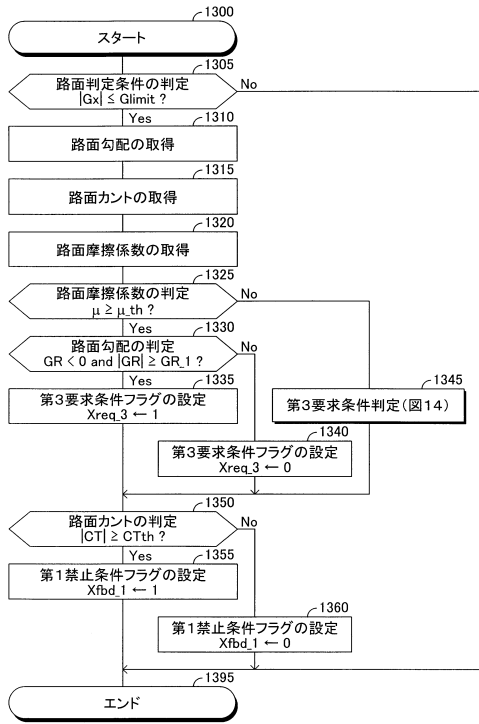 1300
スタート
1305
路面判定条件の判定
|Gx| ≤ Glimit ?
No
Yes
1310
路面勾配の取得
1315
路面カントの取得
1320
路面摩擦係数の取得
1325
路面摩擦係数の判定
μ ≥ μ_th ?
No
Yes
1330
路面勾配の判定
GR < 0 and |GR| ≥ GR_1 ?
No
Yes
1335
第3要求条件フラグの設定
Xreq_3 ← 1
1345
第3要求条件判定(図14)
1340
第3要求条件フラグの設定
Xreq_3 ← 0
1350
路面カントの判定
|CT| ≥ CTth ?
No
Yes
1355
第1禁止条件フラグの設定
Xfbd_1 ← 1
1360
第1禁止条件フラグの設定
Xfbd_1 ← 0
1395
エンド